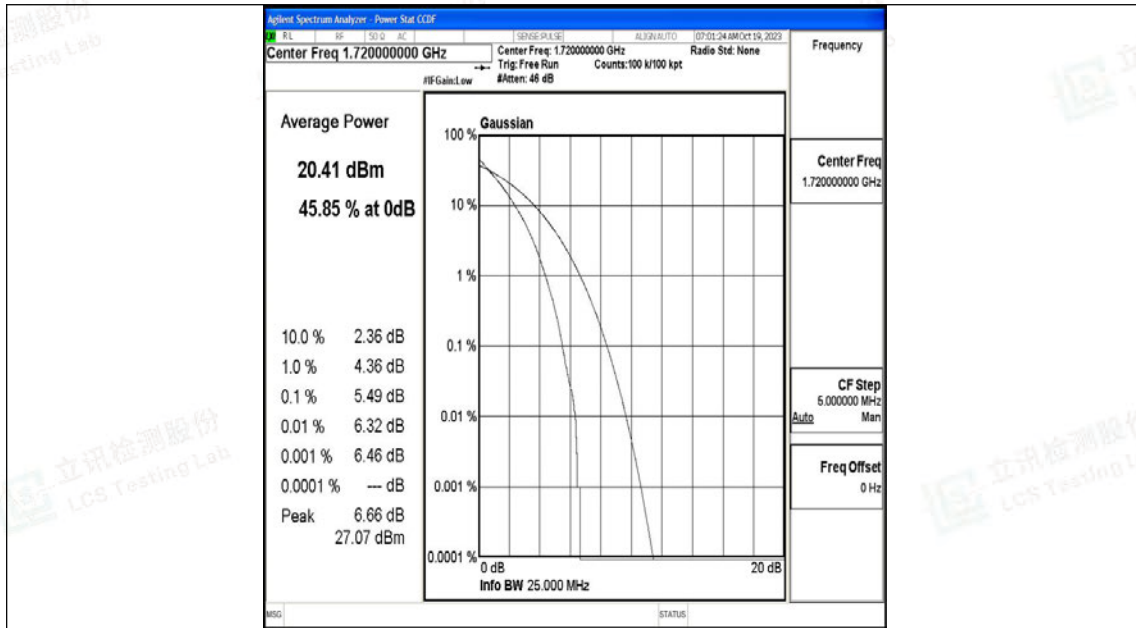 Agilent Spectrum Analyzer - Power Stat CCDF
RL RF 50 Ω AC SENSE:PULSE ALIGNAUTO 07:01:24 AM Oct 19, 2023
Center Freq 1.720000000 GHz
Center Freq: 1.720000000 GHz Radio Std: None
Trig: Free Run Counts:100 k/100 kpt
#IFGain:Low #Atten: 46 dB
Frequency
Average Power
20.41 dBm
45.85 % at 0dB
10.0 % 2.36 dB
1.0 % 4.36 dB
0.1 % 5.49 dB
0.01 % 6.32 dB
0.001 % 6.46 dB
0.0001 % --- dB
Peak 6.66 dB
27.07 dBm
Gaussian
100 %
10 %
1 %
0.1 %
0.01 %
0.001 %
0.0001 %
0 dB 20 dB
Info BW 25.000 MHz
Center Freq
1.720000000 GHz
CF Step
5.000000 MHz
Auto Man
Freq Offset
0 Hz
MSG STATUS
立讯检测股份
LCS Testing Lab
立讯检测股份
LCS Testing L
测股份
sting Lab
立